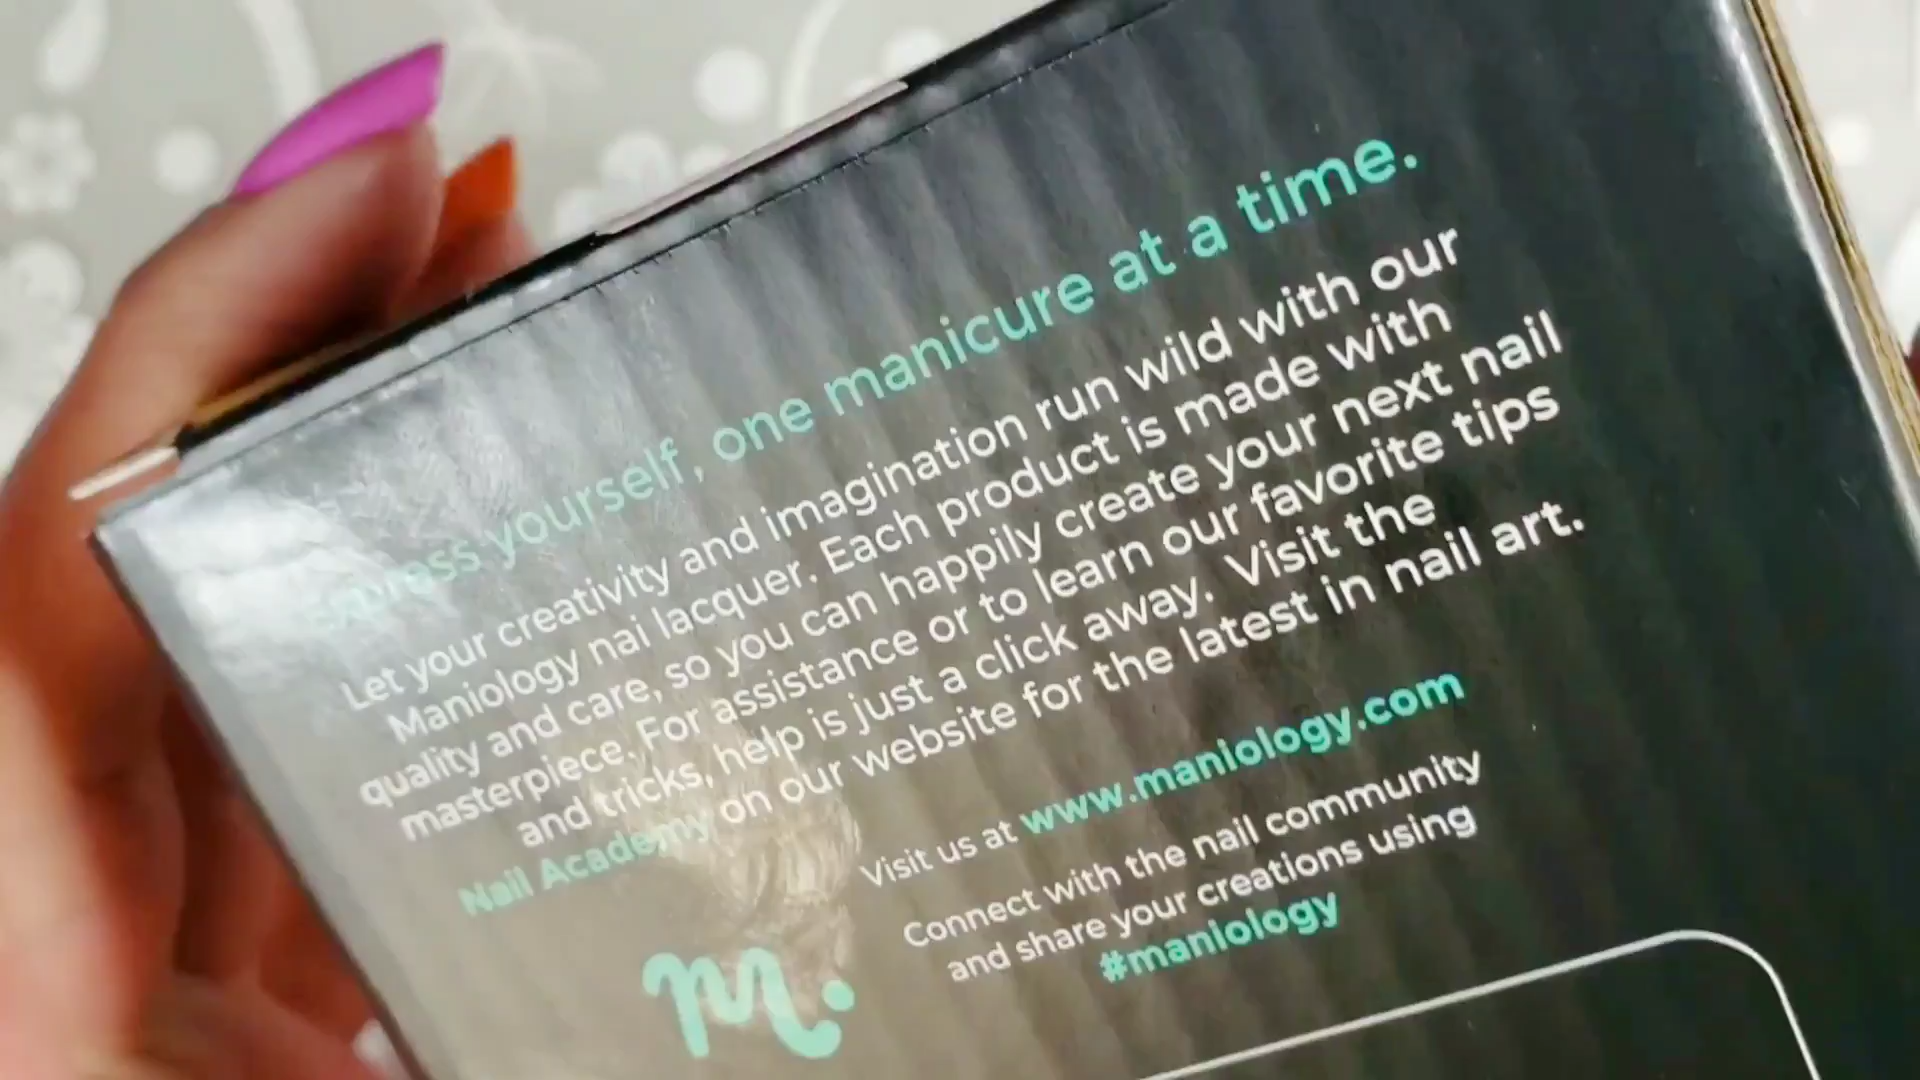 Express yourself, one manicure at a time.
Let your creativity and imagination run wild with our
Maniology nai lacquer. Each product is made with
quality and care, so you can happily create your next nail
masterpiece. For assistance or to learn our favorite tips
and tricks, help is just a click away. Visit the
Nail Academy on our website for the latest in nail art.
Visit us at www.maniology.com
Connect with the nail community
and share your creations using
#maniology
m.